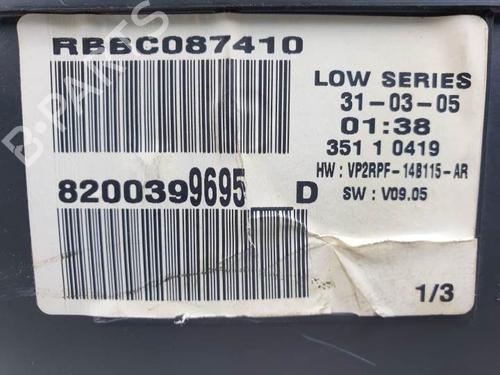 RBBC087410
LOW SERIES
31-03-05
01:38
351 1 0419
HW : VP2RPF-14B115-AR
SW : V09.05
8200399695__D
1/3
B-PARTS